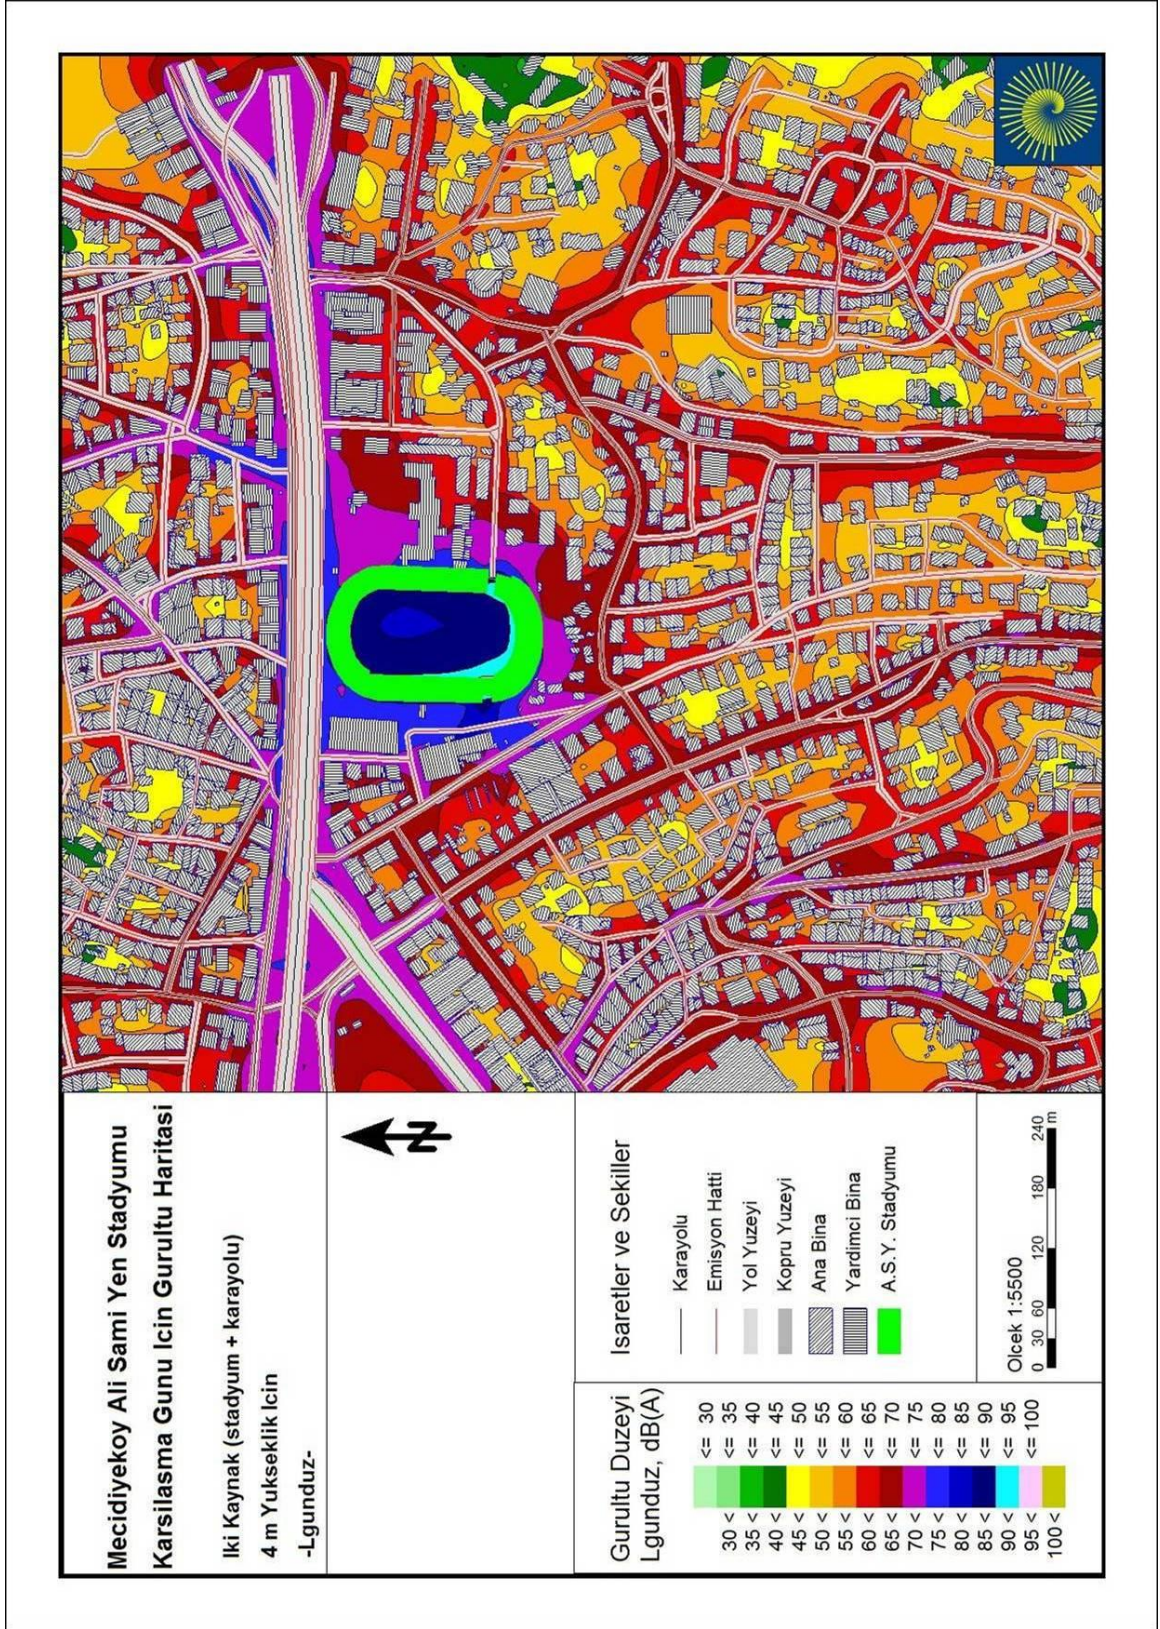 Mecidiyekoy Ali Sami Yen Stadyumu
Karsilasma Gunu Icin Gurultu Haritasi
Iki Kaynak (stadyum + karayolu)
4 m Yukseklik Icin
-Lgunduz-
N
Gurultu Duzeyi
Lgunduz, dB(A)
<= 30
30 < <= 35
35 < <= 40
40 < <= 45
45 < <= 50
50 < <= 55
55 < <= 60
60 < <= 65
65 < <= 70
70 < <= 75
75 < <= 80
80 < <= 85
85 < <= 90
90 < <= 95
95 < <= 100
100 <
Isaretler ve Sekiller
Karayolu
Emisyon Hatti
Yol Yuzeyi
Kopru Yuzeyi
Ana Bina
Yardimci Bina
A.S.Y. Stadyumu
Olcek 1:5500
0 30 60 120 180 240
m